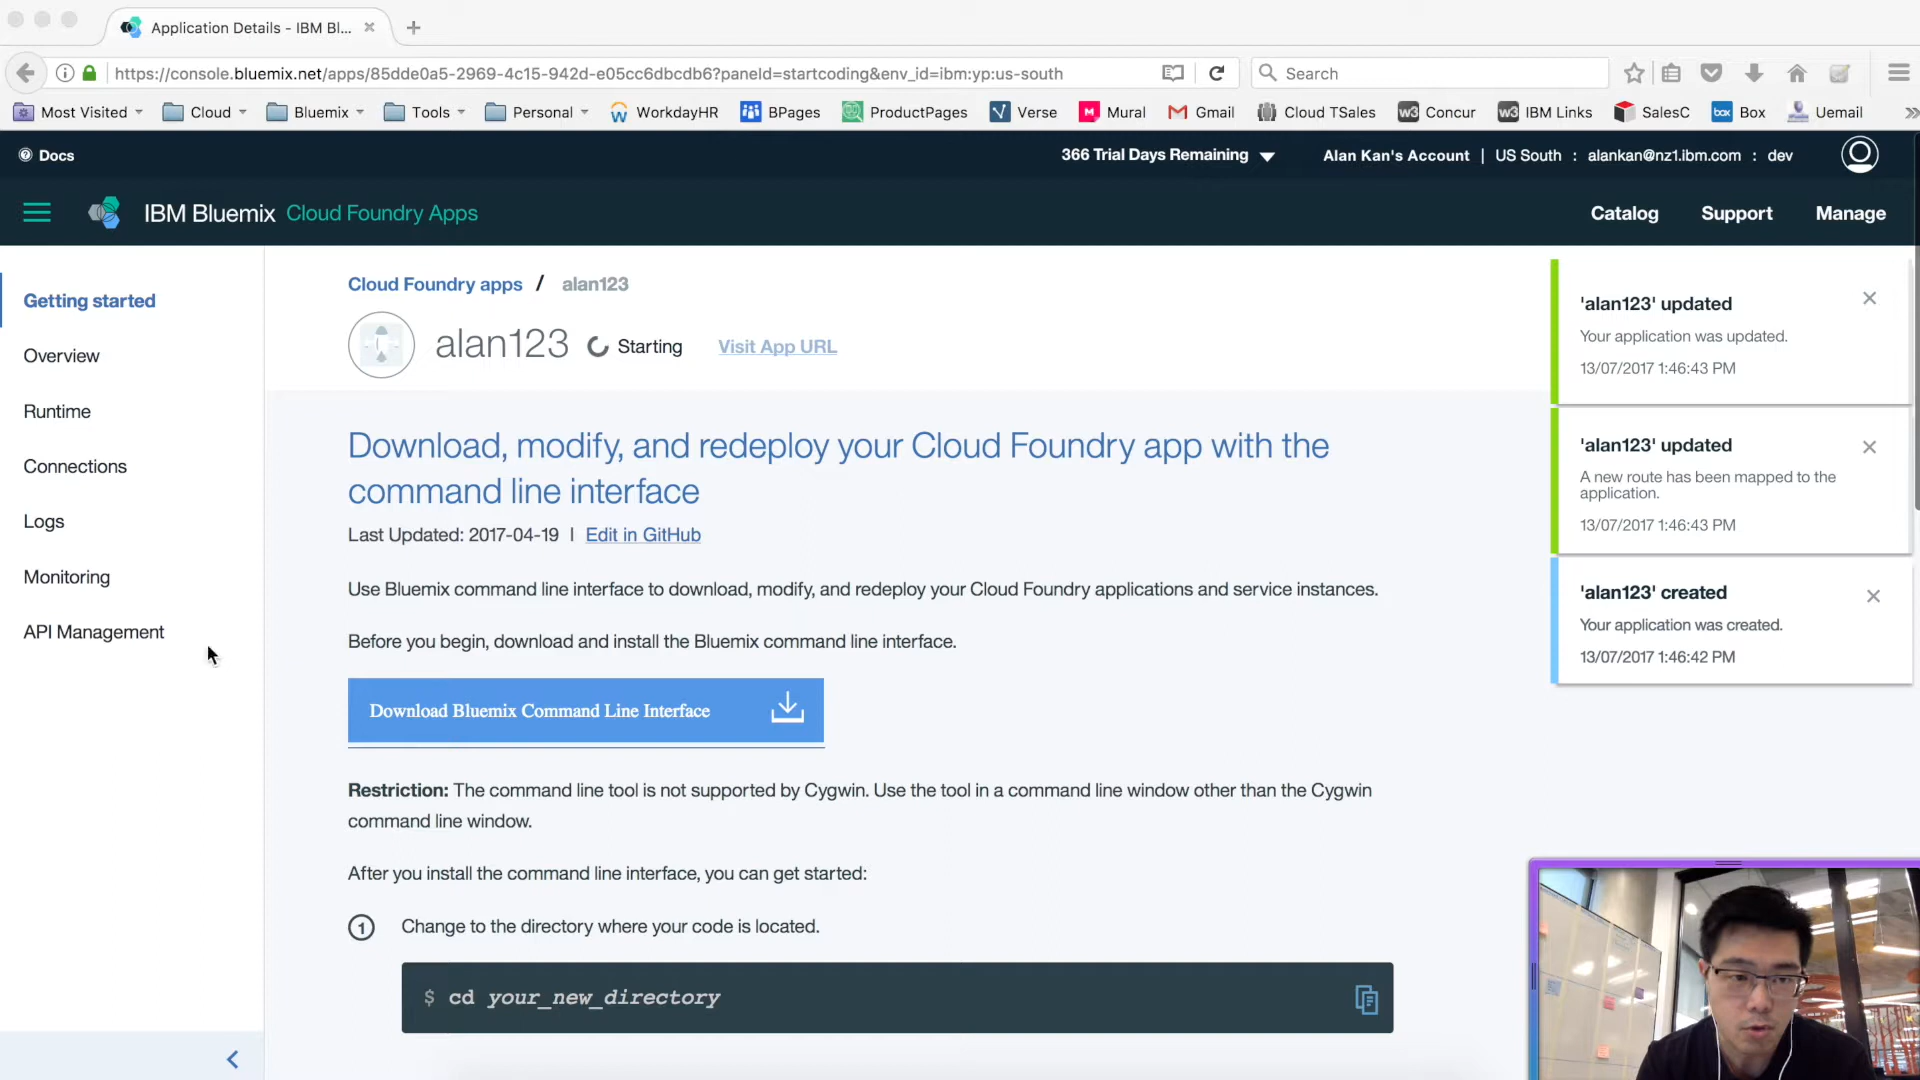 Application Details - IBM Bl...
https://console.bluemix.net/apps/85dde0a5-2969-4c15-942d-e05cc6dbcdb6?paneId=startcoding&env_id=ibm:yp:us-south
Search
Most Visited
Cloud
Bluemix
Tools
Personal
WorkdayHR
BPages
ProductPages
Verse
Mural
Gmail
Cloud TSales
Concur
IBM Links
SalesC
Box
Uemail
Docs
366 Trial Days Remaining
Alan Kan's Account | US South : alankan@nz1.ibm.com : dev
IBM Bluemix Cloud Foundry Apps
Catalog
Support
Manage
Getting started
Overview
Runtime
Connections
Logs
Monitoring
API Management
Cloud Foundry apps / alan123
alan123 Starting Visit App URL
Download, modify, and redeploy your Cloud Foundry app with the
command line interface
Last Updated: 2017-04-19 | Edit in GitHub
Use Bluemix command line interface to download, modify, and redeploy your Cloud Foundry applications and service instances.
Before you begin, download and install the Bluemix command line interface.
Download Bluemix Command Line Interface
Restriction: The command line tool is not supported by Cygwin. Use the tool in a command line window other than the Cygwin
command line window.
After you install the command line interface, you can get started:
1 Change to the directory where your code is located.
$ cd your_new_directory
'alan123' updated
Your application was updated.
13/07/2017 1:46:43 PM
'alan123' updated
A new route has been mapped to the
application.
13/07/2017 1:46:43 PM
'alan123' created
Your application was created.
13/07/2017 1:46:42 PM